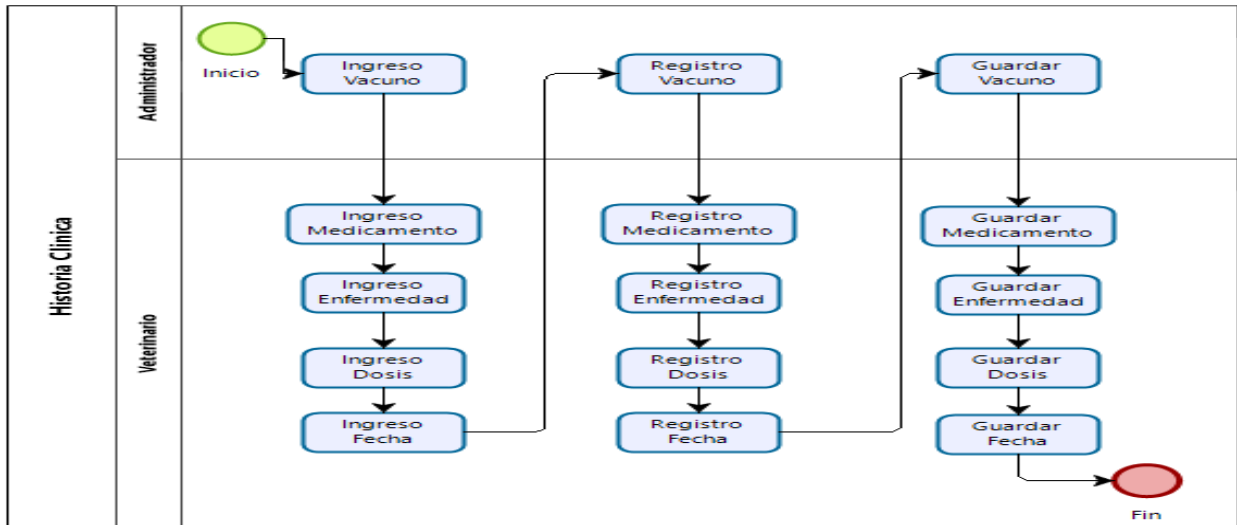 Historia Clínica
Administrador
Inicio
Ingreso
Vacuno
Registro
Vacuno
Guardar
Vacuno
Veterinario
Ingreso
Medicamento
Ingreso
Enfermedad
Ingreso
Dosis
Ingreso
Fecha
Registro
Medicamento
Registro
Enfermedad
Registro
Dosis
Registro
Fecha
Guardar
Medicamento
Guardar
Enfermedad
Guardar
Dosis
Guardar
Fecha
Fin